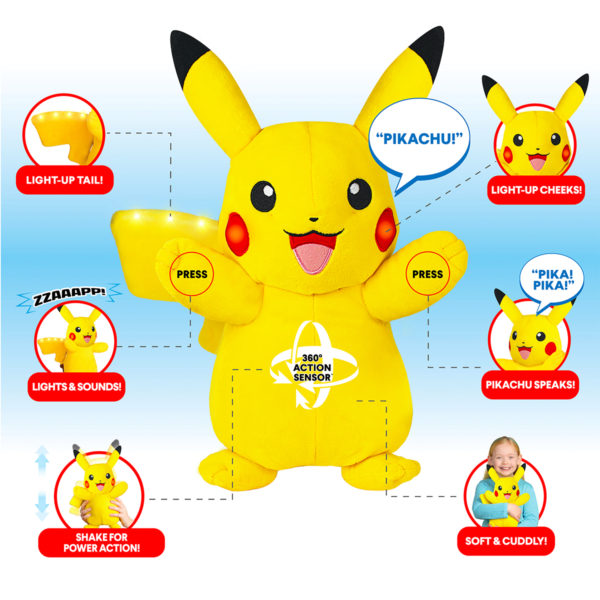 “PIKACHU!”
LIGHT-UP TAIL!
LIGHT-UP CHEEKS!
PRESS
PRESS
“PIKA!
PIKA!”
ZZAAAPP!
360°
ACTION
SENSOR
LIGHTS & SOUNDS!
PIKACHU SPEAKS!
SHAKE FOR
POWER ACTION!
SOFT & CUDDLY!